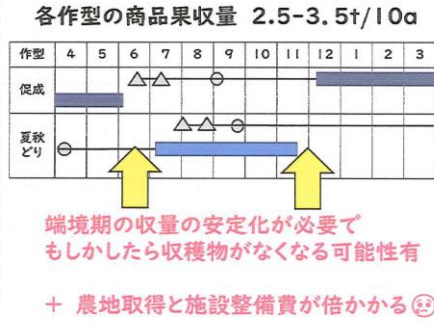 各作型の商品果収量 2.5-3.5t/10a
作型 4 5 6 7 8 9 10 11 12 1 2 3
促成
夏秋
どり
端境期の収量の安定化が必要で
もしかしたら収穫物がなくなる可能性有
+ 農地取得と施設整備費が倍かかる